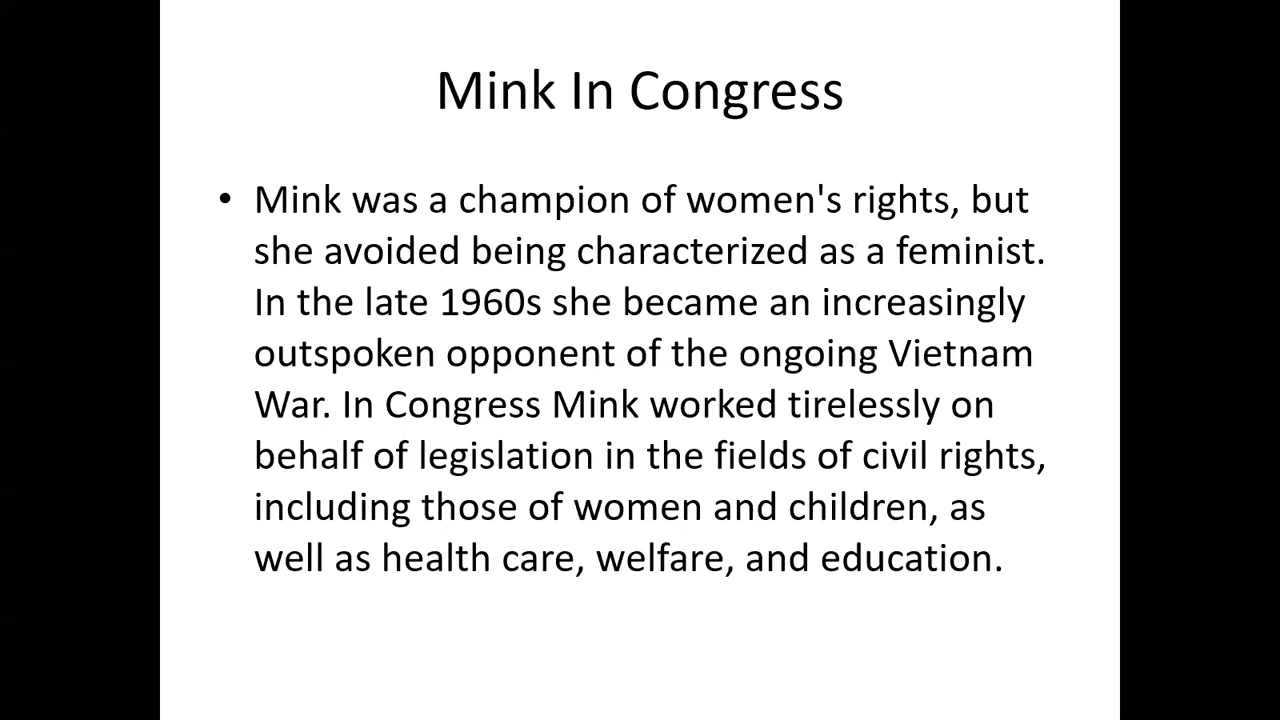 Mink In Congress
• Mink was a champion of women's rights, but
she avoided being characterized as a feminist.
In the late 1960s she became an increasingly
outspoken opponent of the ongoing Vietnam
War. In Congress Mink worked tirelessly on
behalf of legislation in the fields of civil rights,
including those of women and children, as
well as health care, welfare, and education.